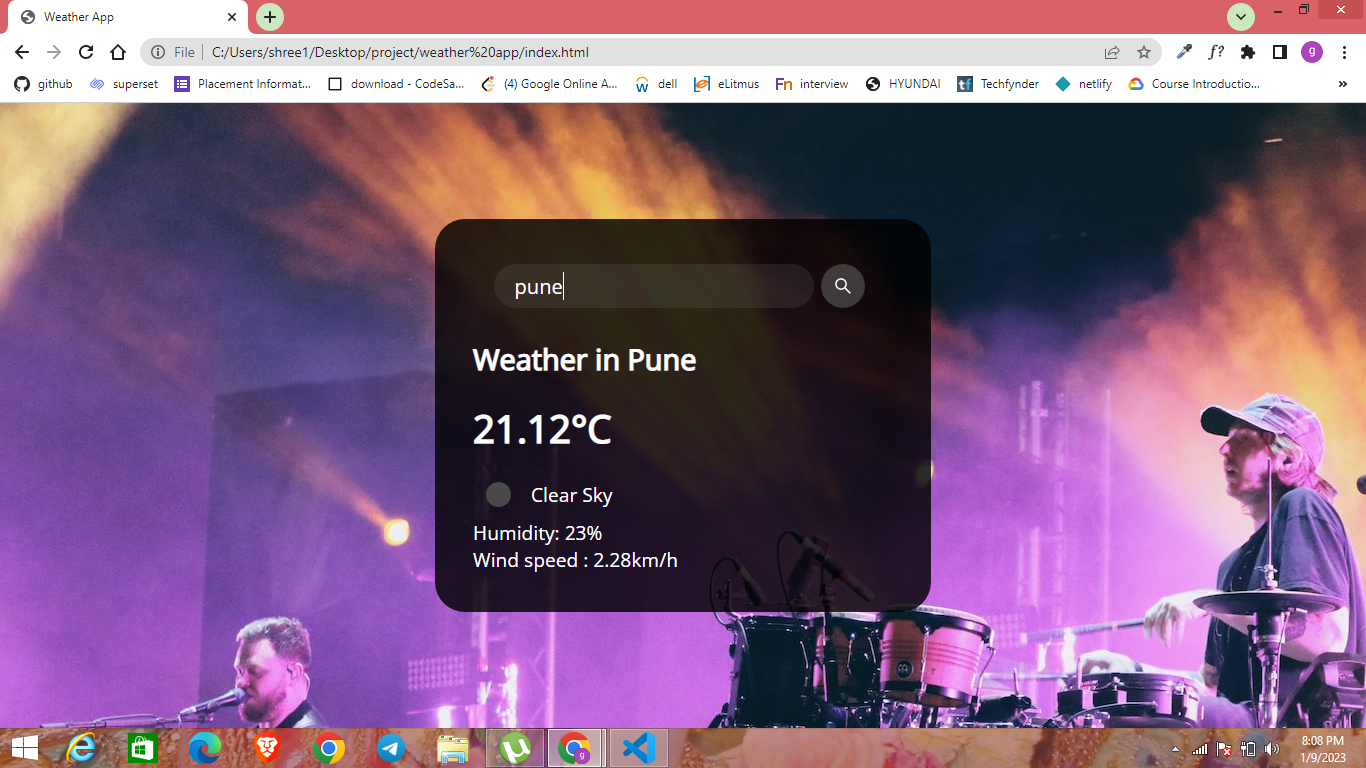 Weather App
File C:/Users/shree1/Desktop/project/weather%20app/index.html f? g
github superset Placement Informat... download - CodeSa... (4) Google Online A... dell eLitmus Fn interview HYUNDAI tf Techfynder netlify Course Introductio... »
pune
Weather in Pune
21.12°C
Clear Sky
Humidity: 23%
Wind speed : 2.28km/h
8:08 PM
1/9/2023